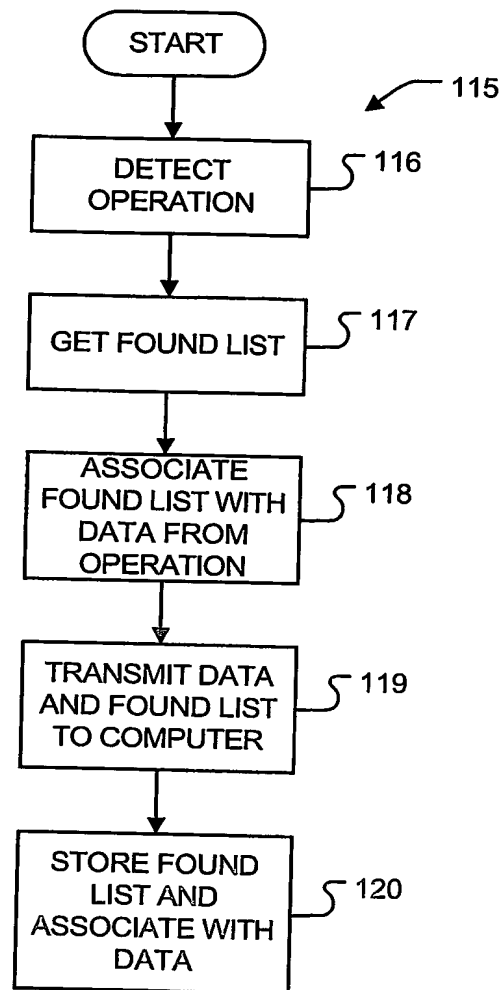 START
115
DETECT
OPERATION
116
GET FOUND LIST
117
ASSOCIATE
FOUND LIST WITH
DATA FROM
OPERATION
118
TRANSMIT DATA
AND FOUND LIST
TO COMPUTER
119
STORE FOUND
LIST AND
ASSOCIATE WITH
DATA
120